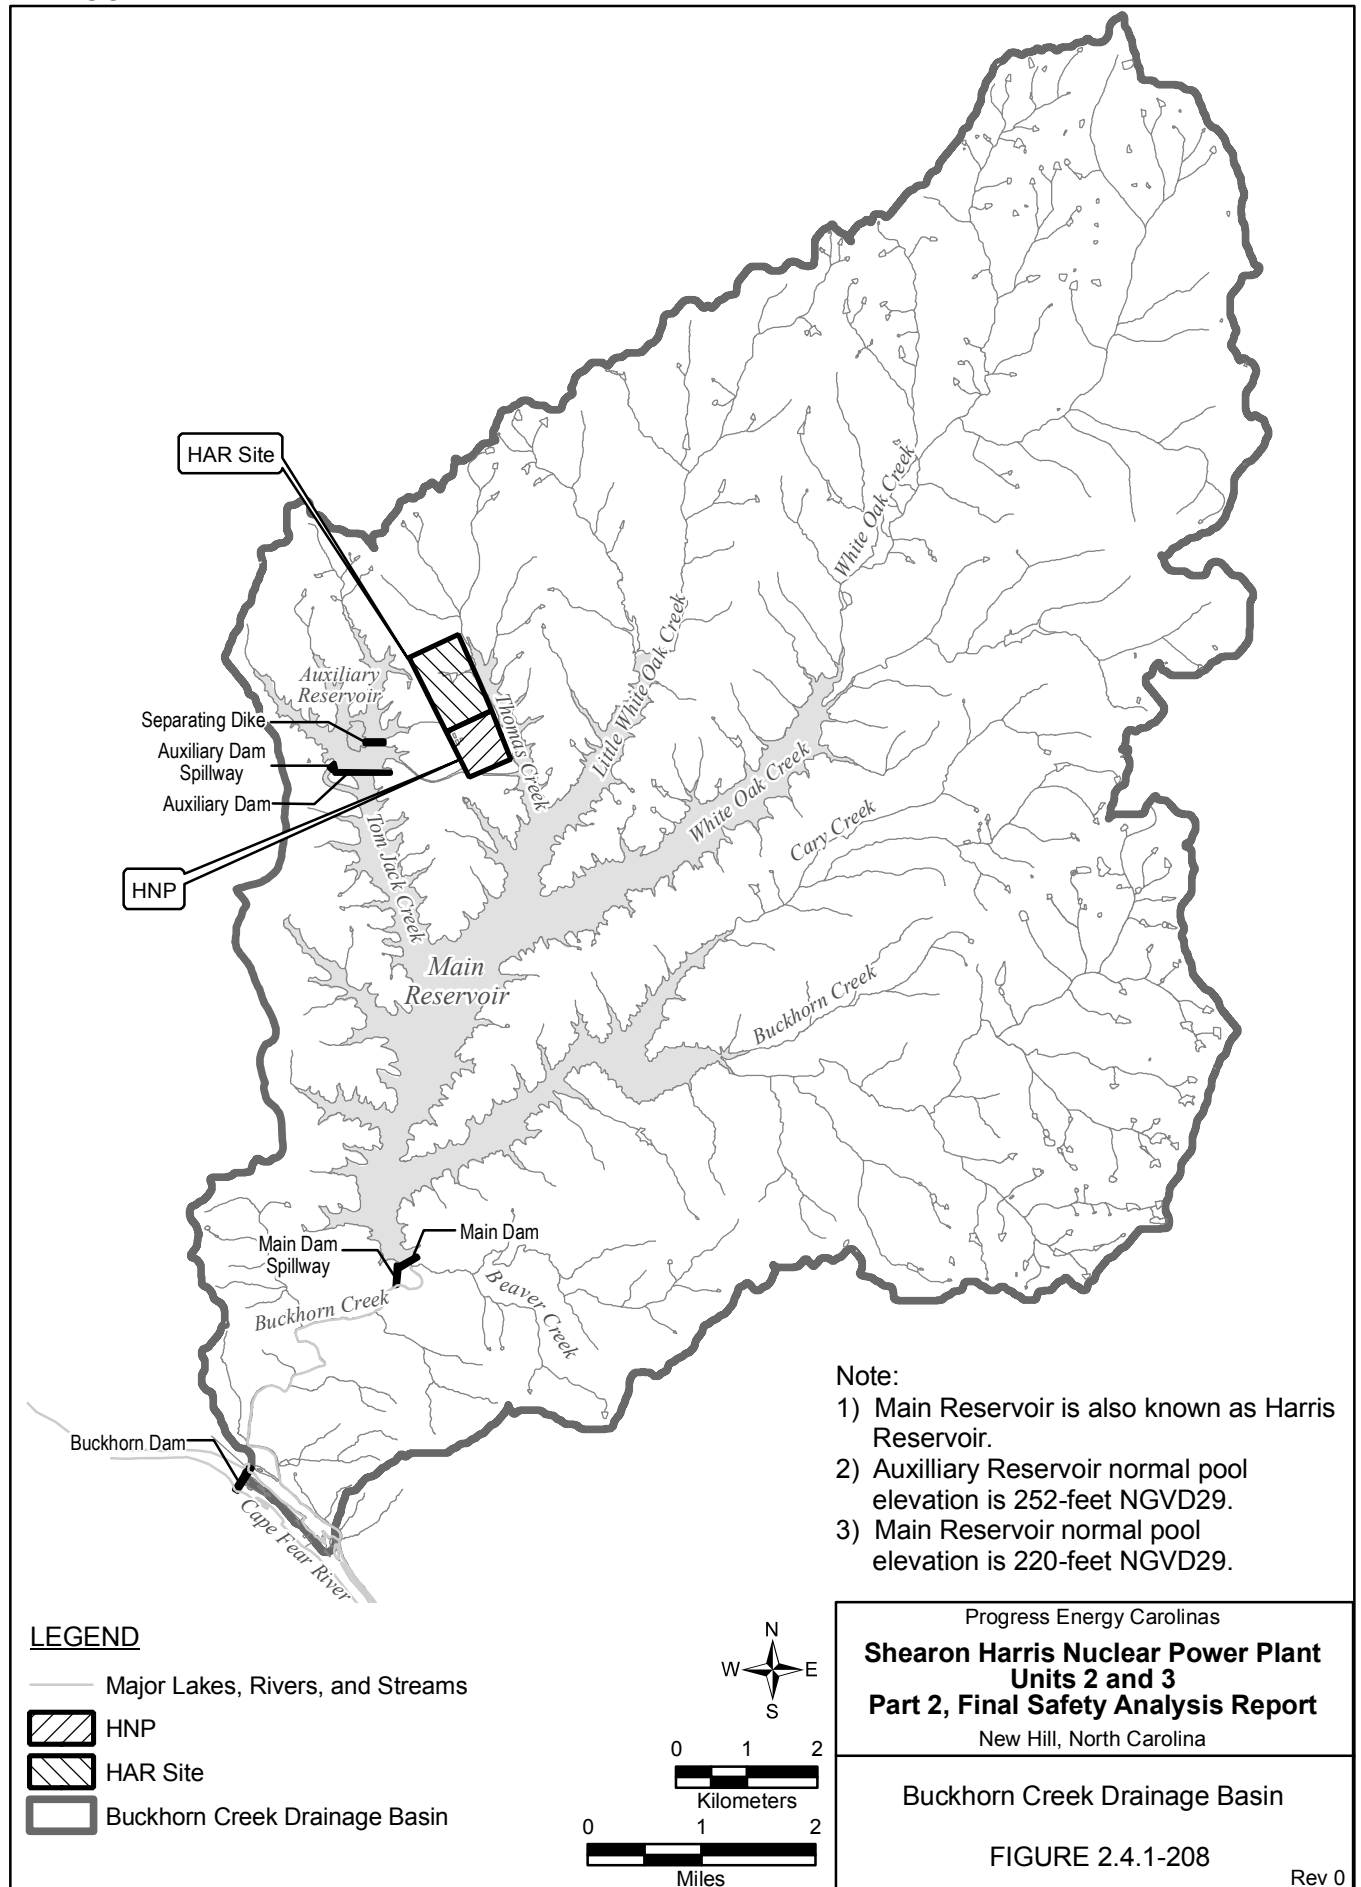 HAR Site
Auxiliary
Reservoir
Separating Dike
Auxiliary Dam
Spillway
Auxiliary Dam
HNP
Thomas Creek
Little White Oak Creek
White Oak Creek
White Oak Creek
Tom Jack Creek
Cary Creek
Main
Reservoir
Buckhorn Creek
Main Dam
Main Dam
Spillway
Buckhorn Creek
Beaver Creek
Buckhorn Dam
Cape Fear River
Note:
1) Main Reservoir is also known as Harris
Reservoir.
2) Auxilliary Reservoir normal pool
elevation is 252-feet NGVD29.
3) Main Reservoir normal pool
elevation is 220-feet NGVD29.
LEGEND
Major Lakes, Rivers, and Streams
HNP
HAR Site
Buckhorn Creek Drainage Basin
N
W E
S
0 1 2
Kilometers
0 1 2
Miles
Progress Energy Carolinas
Shearon Harris Nuclear Power Plant
Units 2 and 3
Part 2, Final Safety Analysis Report
New Hill, North Carolina
Buckhorn Creek Drainage Basin
FIGURE 2.4.1-208
Rev 0